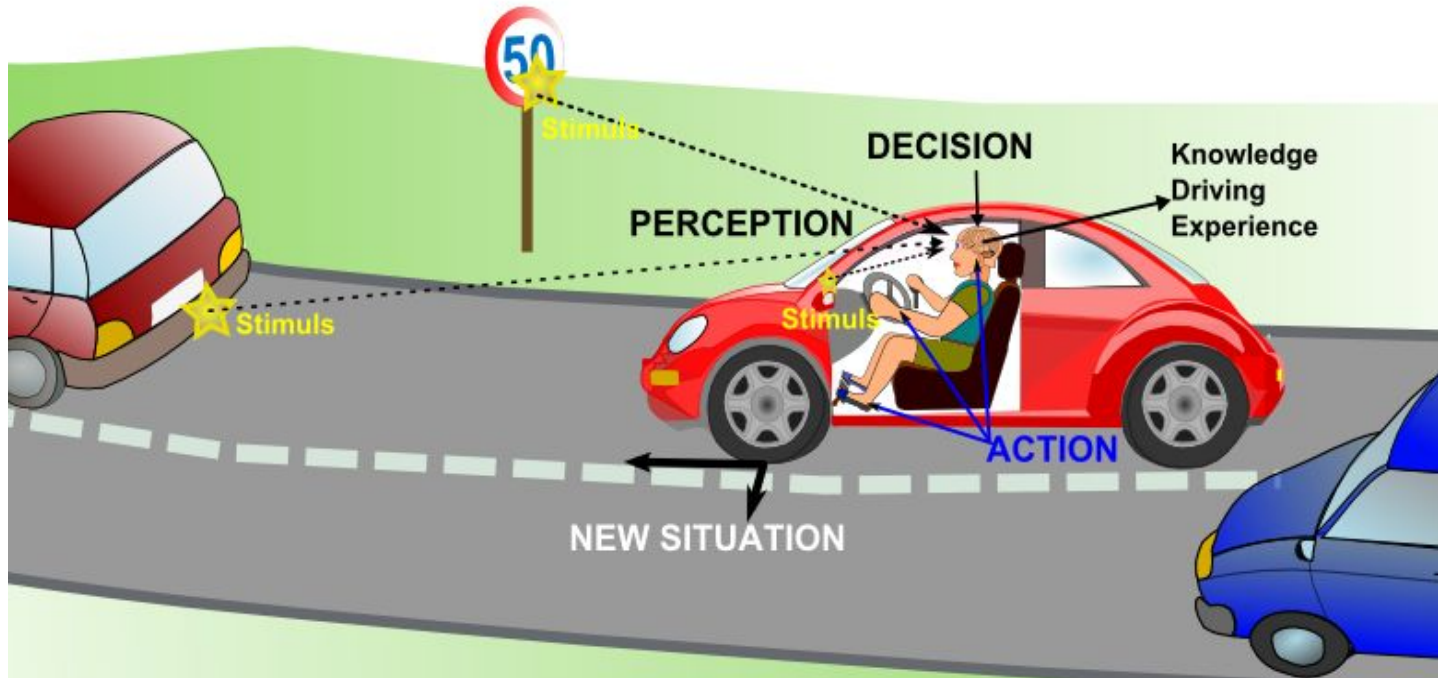 50
Stimuls
DECISION
Knowledge
Driving
Experience
PERCEPTION
Stimuls
Stimuls
ACTION
NEW SITUATION